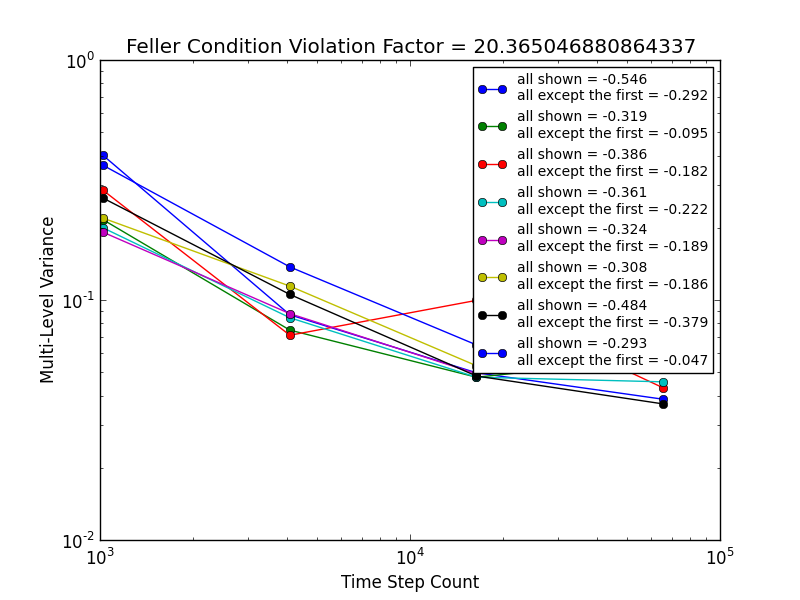 Feller Condition Violation Factor = 20.365046880864337
10^0
10^-1
10^-2
Multi-Level Variance
all shown = -0.546
all except the first = -0.292
all shown = -0.319
all except the first = -0.095
all shown = -0.386
all except the first = -0.182
all shown = -0.361
all except the first = -0.222
all shown = -0.324
all except the first = -0.189
all shown = -0.308
all except the first = -0.186
all shown = -0.484
all except the first = -0.379
all shown = -0.293
all except the first = -0.047
10^3 10^4 10^5
Time Step Count